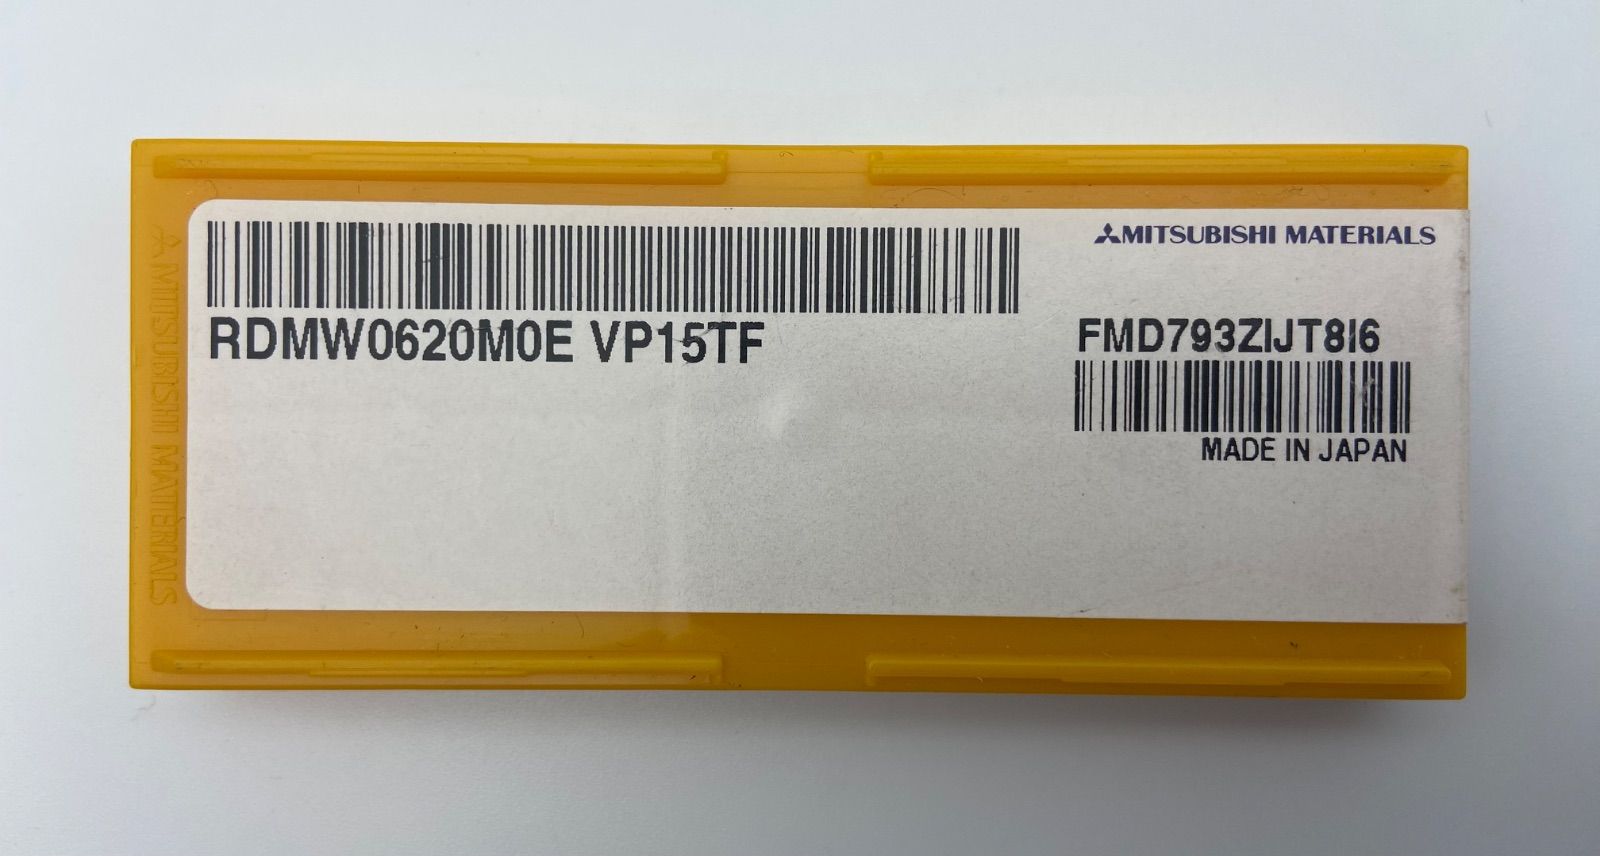 MITSUBISHI MATERIALS
RDMW0620M0E VP15TF
FMD793ZIJT8I6
MADE IN JAPAN
MITSUBISHI MATERIALS